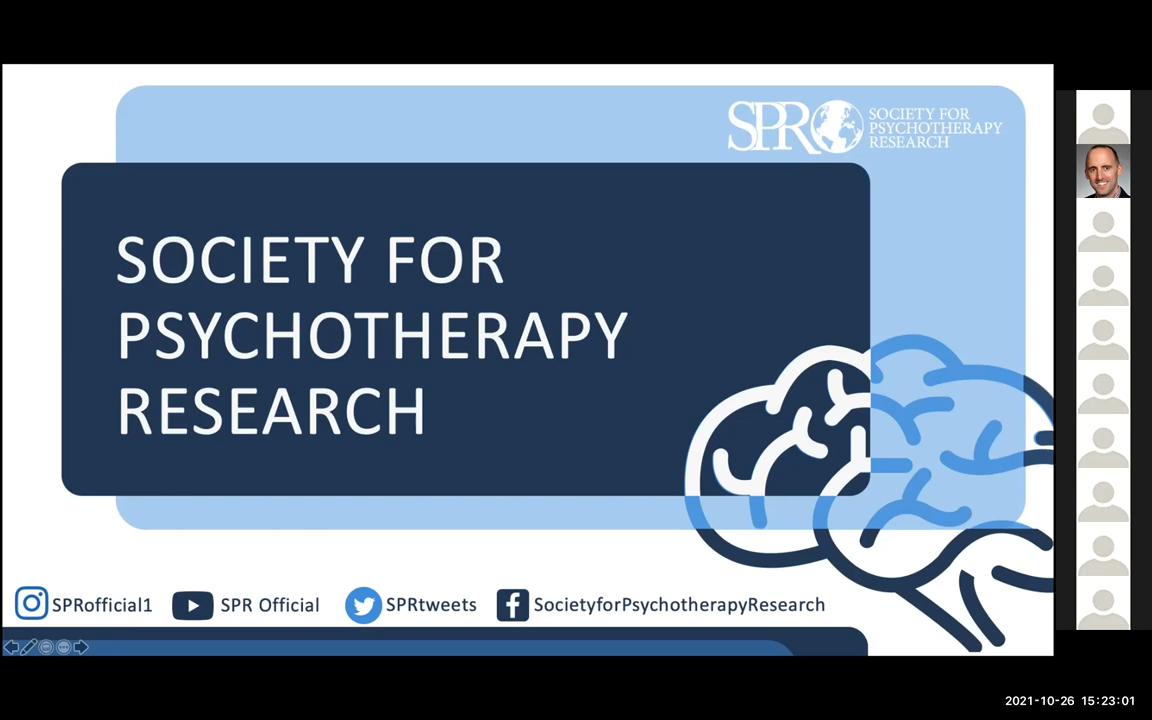 SPR SOCIETY FOR
PSYCHOTHERAPY
RESEARCH
SOCIETY FOR
PSYCHOTHERAPY
RESEARCH
SPRofficial1 SPR Official SPRtweets SocietyforPsychotherapyResearch
2021-10-26 15:23:01